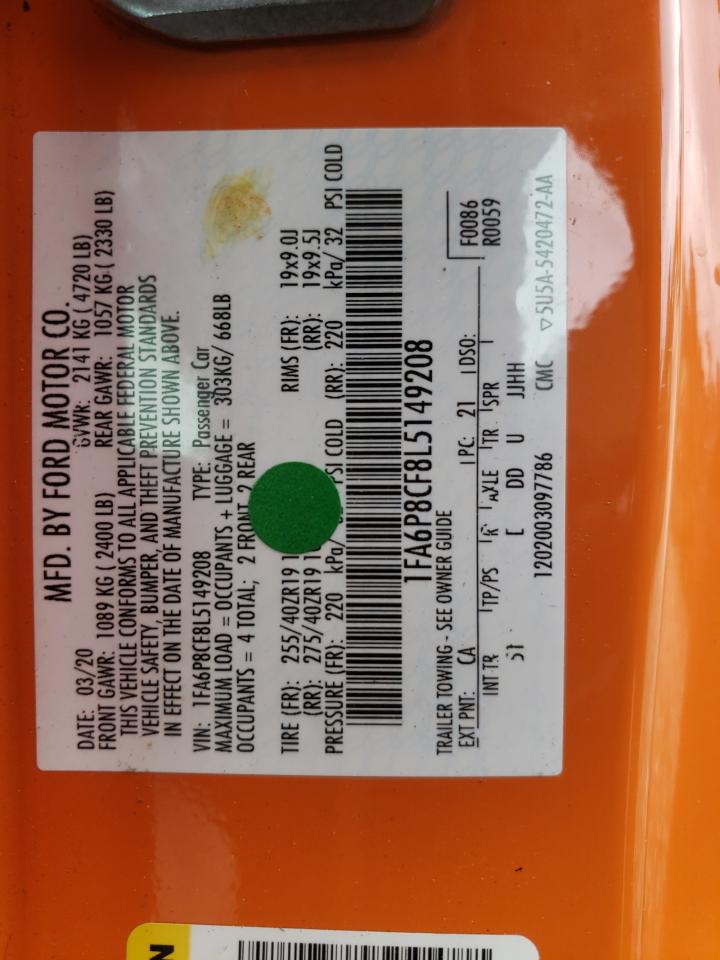 MFD. BY FORD MOTOR CO.
DATE: 03/20 GVWR: 2141 KG ( 4720 LB)
FRONT GAWR: 1089 KG ( 2400 LB) REAR GAWR: 1057 KG ( 2330 LB)
THIS VEHICLE CONFORMS TO ALL APPLICABLE FEDERAL MOTOR
VEHICLE SAFETY, BUMPER, AND THEFT PREVENTION STANDARDS
IN EFFECT ON THE DATE OF MANUFACTURE SHOWN ABOVE.
VIN: 1FA6P8CF8L5149208 TYPE: Passenger Car
MAXIMUM LOAD = OCCUPANTS + LUGGAGE = 303KG/ 668LB
OCCUPANTS = 4 TOTAL; 2 FRONT 2 REAR
TIRE (FR): 255/40ZR19 RIMS (FR): 19x9.0J
(RR): 275/40ZR19 (RR): 19x9.5J
PRESSURE (FR): 220 kPa/ PSI COLD (RR): 220 kPa/ 32 PSI COLD
1FA6P8CF8L5149208
TRAILER TOWING - SEE OWNER GUIDE F0086
EXT PNT: CA PC: 21 DSO: R0059
INT TR TP/PS R AXLE TR SPR
DD U JJHH
1202003097786 CMC ▽5U5A-5420472-AA
N